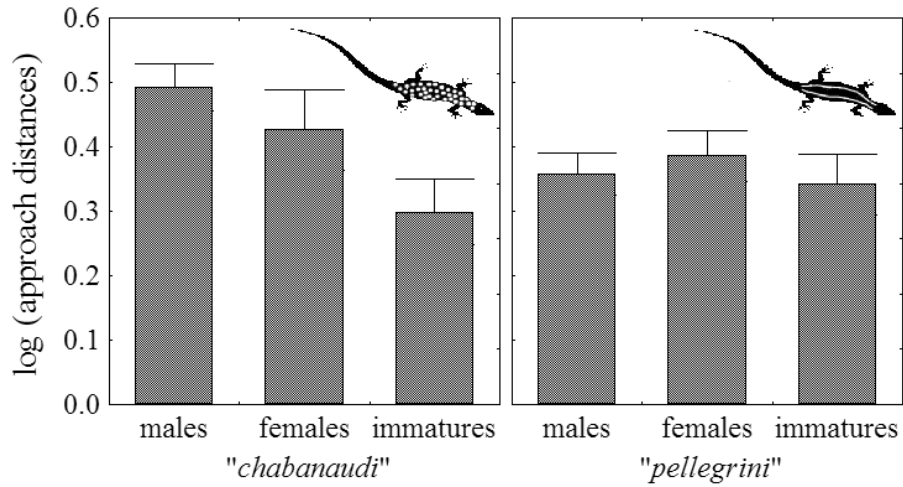 log (approach distances)
0.6
0.5
0.4
0.3
0.2
0.1
0.0
males females immatures
males females immatures
"chabanaudi"
"pellegrini"